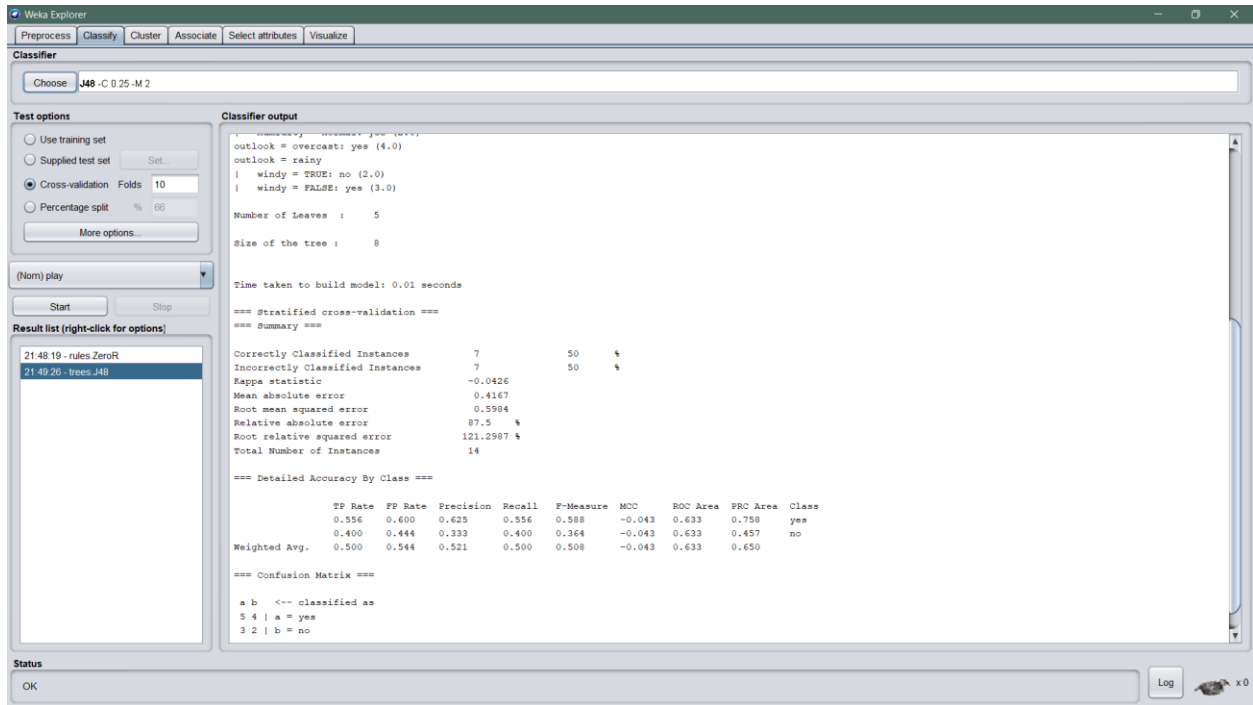 Weka Explorer
Preprocess Classify Cluster Associate Select attributes Visualize
Classifier
Choose J48 -C 0.25 -M 2
Test options
Use training set
Supplied test set Set...
Cross-validation Folds 10
Percentage split % 66
More options...
(Nom) play
Start Stop
Result list (right-click for options)
21:48:19 - rules.ZeroR
21:49:26 - trees.J48
Classifier output
outlook = overcast: yes (4.0)
outlook = rainy
|   windy = TRUE: no (2.0)
|   windy = FALSE: yes (3.0)
Number of Leaves  :  5
Size of the tree :  8
Time taken to build model: 0.01 seconds
=== Stratified cross-validation ===
=== Summary ===
Correctly Classified Instances 7 50 %
Incorrectly Classified Instances 7 50 %
Kappa statistic -0.0426
Mean absolute error 0.4167
Root mean squared error 0.5984
Relative absolute error 87.5 %
Root relative squared error 121.2987 %
Total Number of Instances 14
=== Detailed Accuracy By Class ===
TP Rate FP Rate Precision Recall F-Measure MCC ROC Area PRC Area Class
0.556 0.600 0.625 0.556 0.588 -0.043 0.633 0.758 yes
0.400 0.444 0.333 0.400 0.364 -0.043 0.633 0.457 no
Weighted Avg. 0.500 0.544 0.521 0.500 0.508 -0.043 0.633 0.650
=== Confusion Matrix ===
a b <-- classified as
5 4 | a = yes
3 2 | b = no
Status
OK
Log x 0